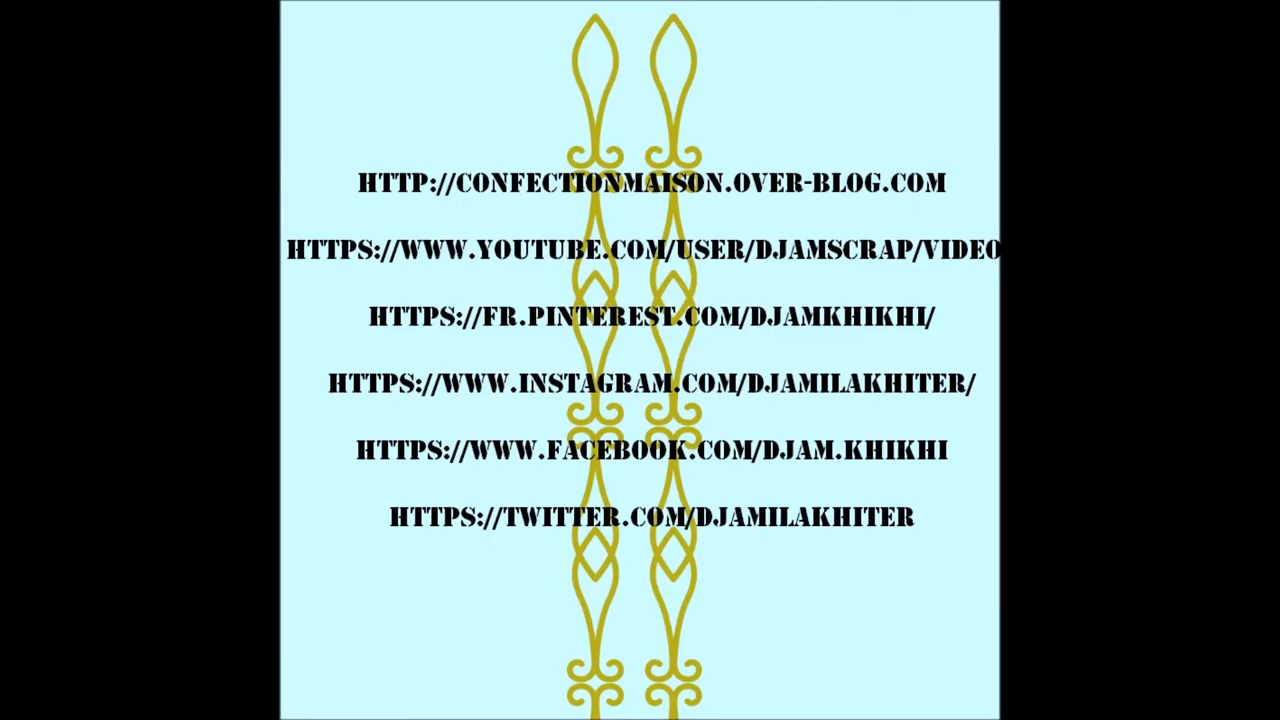 HTTP://CONFECTIONMAISON.OVER-BLOG.COM
HTTPS://WWW.YOUTUBE.COM/USER/DJAMSCRAP/VIDEO
HTTPS://FR.PINTEREST.COM/DJAMKHIKHI/
HTTPS://WWW.INSTAGRAM.COM/DJAMILAKHITER/
HTTPS://WWW.FACEBOOK.COM/DJAM.KHIKHI
HTTPS://TWITTER.COM/DJAMILAKHITER